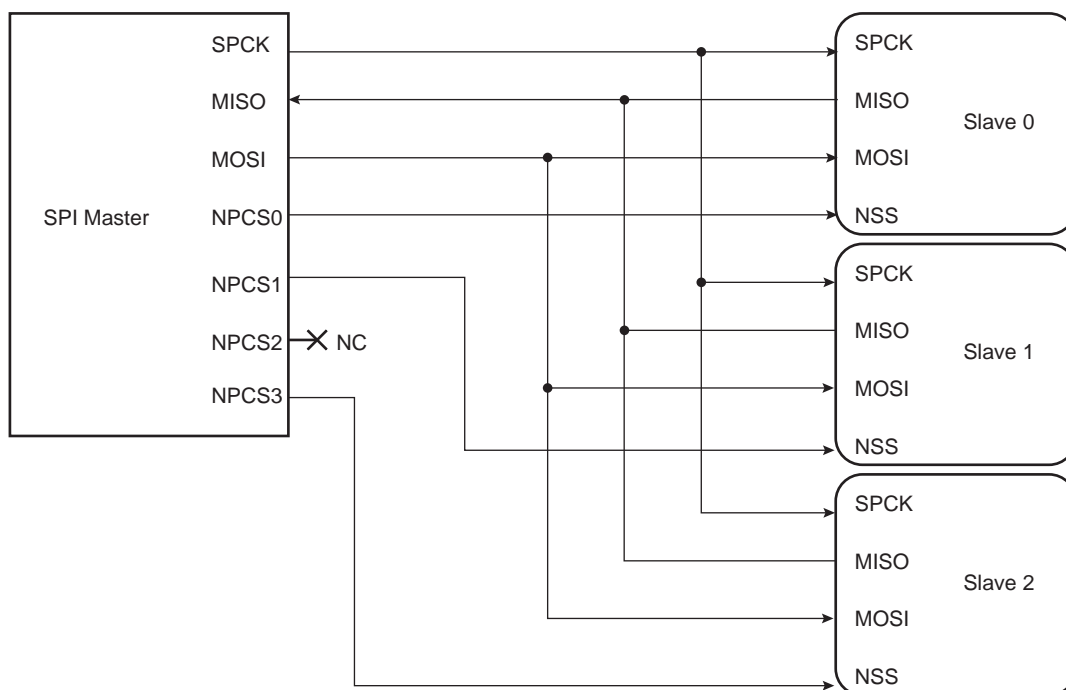 SPCK
MISO
MOSI
SPI Master
NPCS0
NPCS1
NPCS2
NC
NPCS3
SPCK
MISO
Slave 0
MOSI
NSS
SPCK
MISO
Slave 1
MOSI
NSS
SPCK
MISO
Slave 2
MOSI
NSS